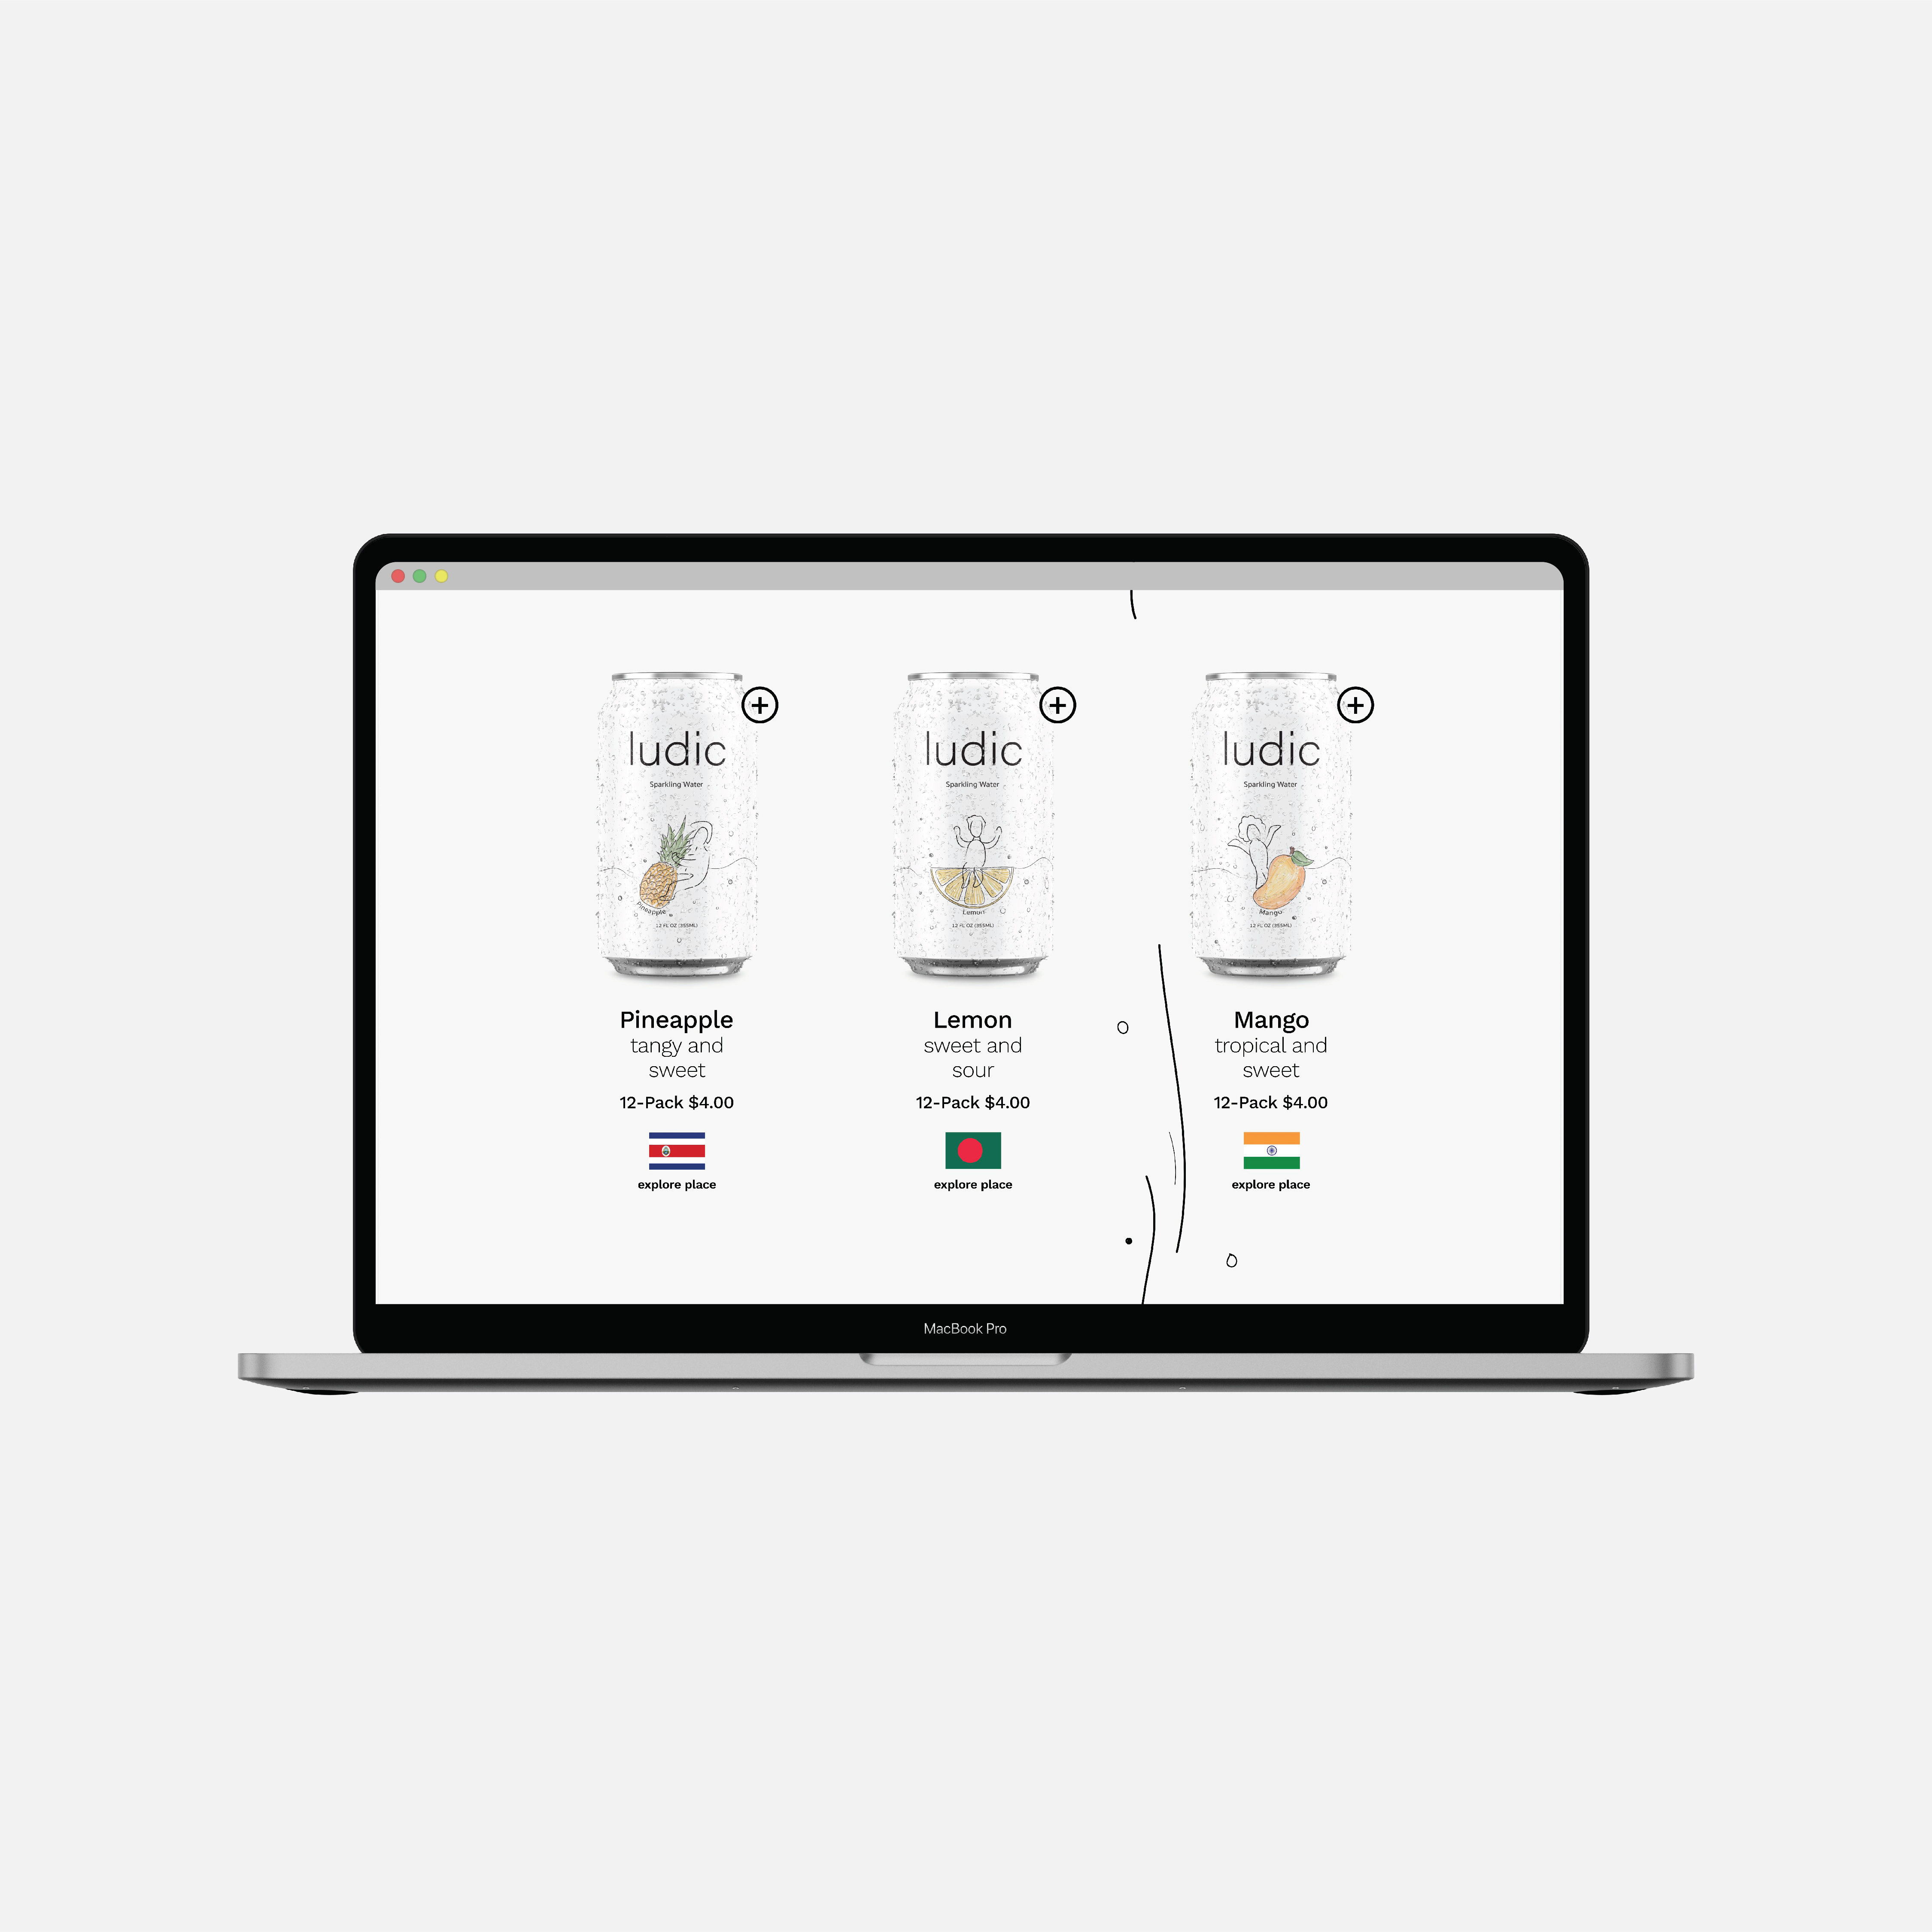 ludic
Sparkling Water
Pineapple
12 FL OZ (355ML)
ludic
Sparkling Water
Lemon
12 FL OZ (355ML)
ludic
Sparkling Water
Mango
12 FL OZ (355ML)
Pineapple
tangy and
sweet
12-Pack $4.00
explore place
Lemon
sweet and
sour
12-Pack $4.00
explore place
Mango
tropical and
sweet
12-Pack $4.00
explore place
MacBook Pro